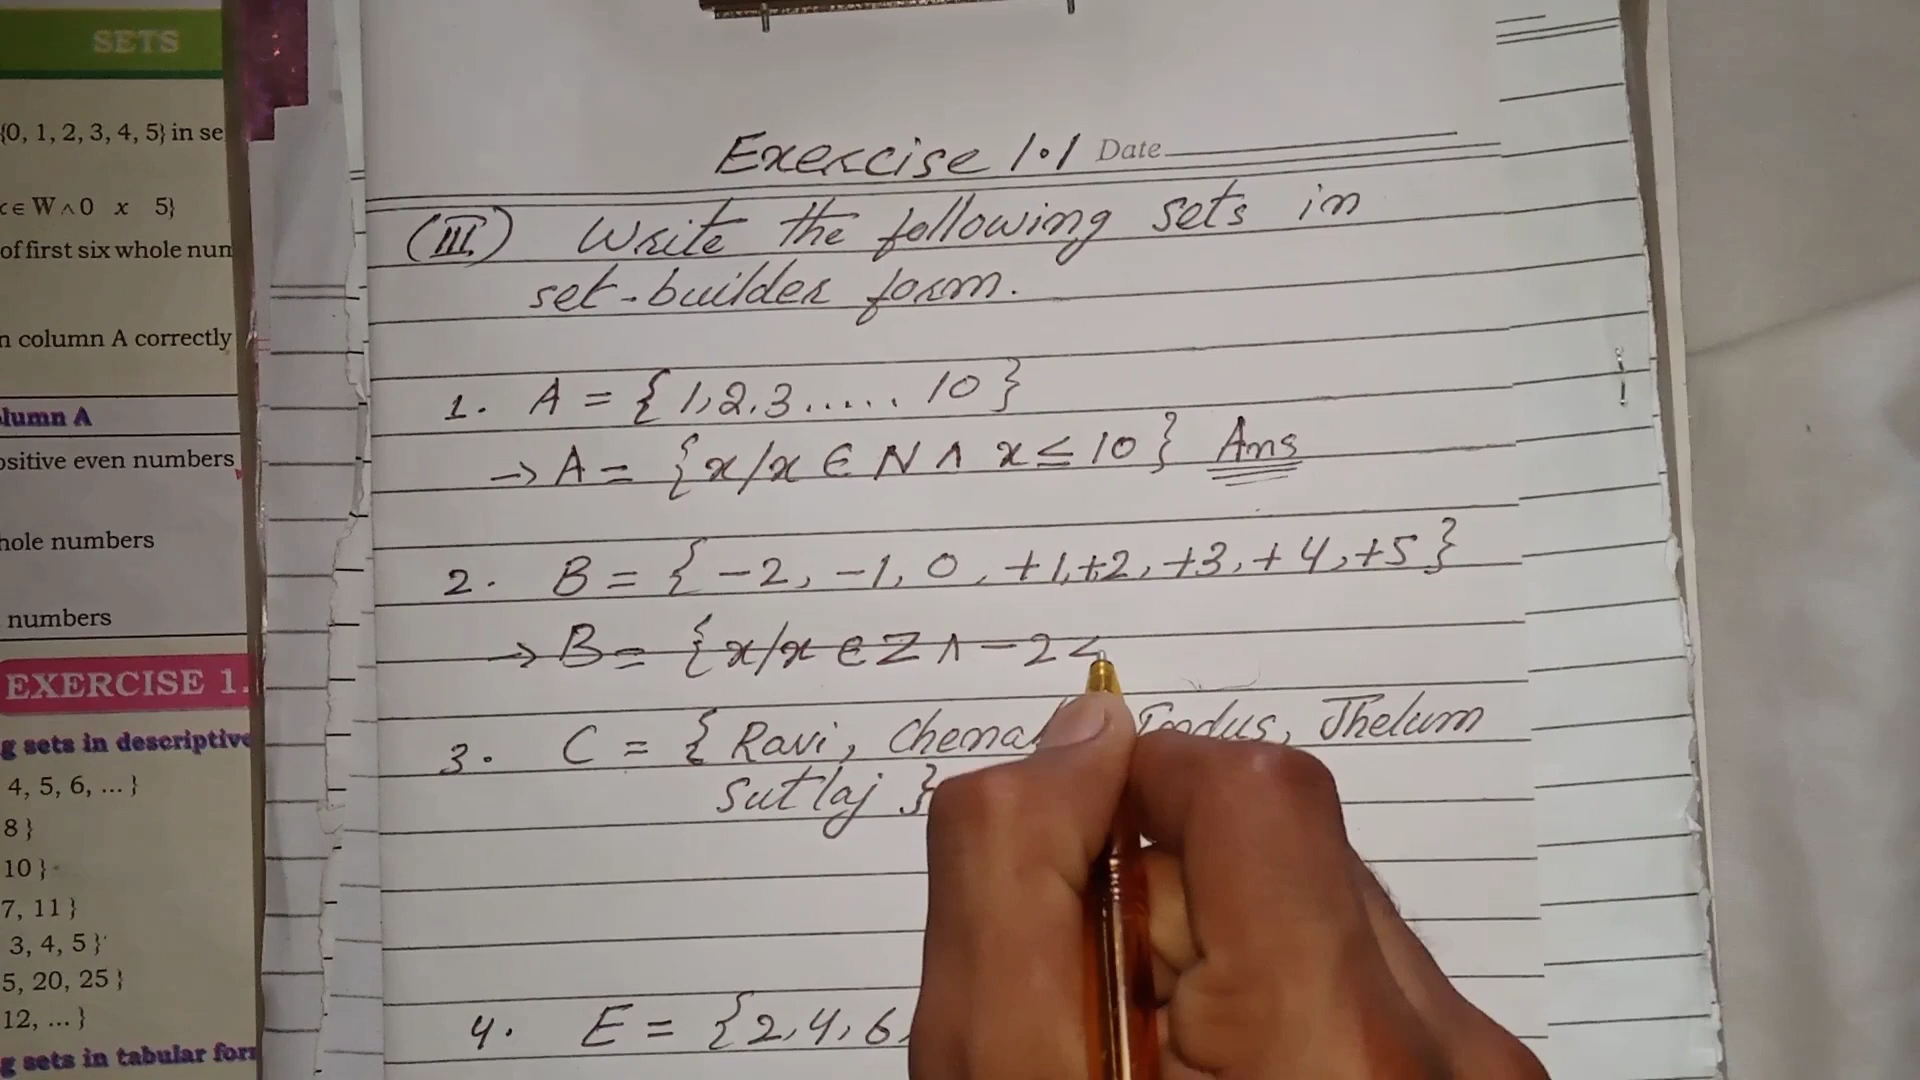 SETS
{0, 1, 2, 3, 4, 5} in se
x ∈ W ∧ 0 x 5}
of first six whole num
n column A correctly
lumn A
ositive even numbers
hole numbers
numbers
EXERCISE 1.
g sets in descriptive
4, 5, 6, ... }
8 }
10 }
7, 11 }
3, 4, 5 }
5, 20, 25 }
12, ... }
g sets in tabular for
Exercise 1.1 Date
(III) Write the following sets in
set-builder form.
1. A = { 1, 2, 3 ..... 10 }
→ A = { x/x ∈ N ∧ x ≤ 10 } Ans
2. B = { -2, -1, 0, +1, +2, +3, +4, +5 }
→ B = { x/x ∈ Z ∧ -2 <
3. C = { Ravi, Chenab Indus, Jhelum
sutlaj }
4. E = { 2, 4, 6,